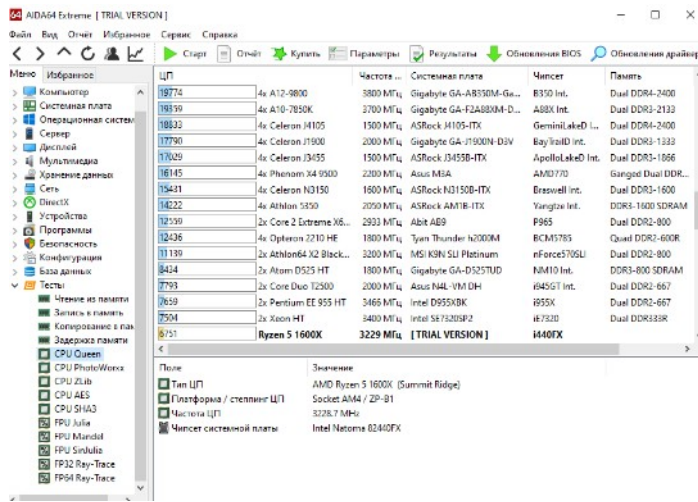 AIDA64 Extreme [ TRIAL VERSION ]
Файл Вид Отчёт Избранное Сервис Справка
Старт Отчёт Купить Параметры Результаты Обновления BIOS Обновления драйвер
Меню Избранное
Компьютер
Системная плата
Операционная систем
Сервер
Дисплей
Мультимедиа
Хранение данных
Сеть
DirectX
Устройства
Программы
Безопасность
Конфигурация
База данных
Тесты
Чтение из памяти
Запись в память
Копирование в пам
Задержка памяти
CPU Queen
CPU PhotoWorxx
CPU ZLib
CPU AES
CPU SHA3
FPU Julia
FPU Mandel
FPU SinJulia
FP32 Ray-Trace
FP64 Ray-Trace
ЦП Частота ... Системная плата Чипсет Память
19774 4x A12-9800 3800 МГц Gigabyte GA-AB350M-Ga... B350 Int. Dual DDR4-2400
19359 4x A10-7850K 3700 МГц Gigabyte GA-F2A88XM-D... A88X Int. Dual DDR3-2133
18833 4x Celeron J4105 1500 МГц ASRock J4105-ITX GeminiLakeD I... Dual DDR4-2400
17790 4x Celeron J1900 2000 МГц Gigabyte GA-J1900N-D3V BayTrailD Int. Dual DDR3-1333
17029 4x Celeron J3455 1500 МГц ASRock J3455B-ITX ApolloLakeD Int. Dual DDR3-1866
16145 4x Phenom X4 9500 2200 МГц Asus M3A AMD770 Ganged Dual DDR...
15431 4x Celeron N3150 1600 МГц ASRock N3150B-ITX Braswell Int. Dual DDR3-1600
14222 4x Athlon 5350 2050 МГц ASRock AM1B-ITX Yangtze Int. DDR3-1600 SDRAM
12559 2x Core 2 Extreme X6... 2933 МГц Abit AB9 P965 Dual DDR2-800
12436 4x Opteron 2210 HE 1800 МГц Tyan Thunder h2000M BCM5785 Quad DDR2-600R
11139 2x Athlon64 X2 Black... 3200 МГц MSI K9N SLI Platinum nForce570SLI Dual DDR2-800
8434 2x Atom D525 HT 1800 МГц Gigabyte GA-D525TUD NM10 Int. DDR3-800 SDRAM
7793 2x Core Duo T2500 2000 МГц Asus N4L-VM DH i945GT Int. Dual DDR2-667
7659 2x Pentium EE 955 HT 3466 МГц Intel D955XBK i955X Dual DDR2-667
7504 2x Xeon HT 3400 МГц Intel SE7320SP2 iE7320 Dual DDR333R
6751 Ryzen 5 1600X 3229 МГц [ TRIAL VERSION ] i440FX
Поле Значение
Тип ЦП AMD Ryzen 5 1600X (Summit Ridge)
Платформа / степпинг ЦП Socket AM4 / ZP-B1
Частота ЦП 3228.7 MHz
Чипсет системной платы Intel Natoma 82440FX